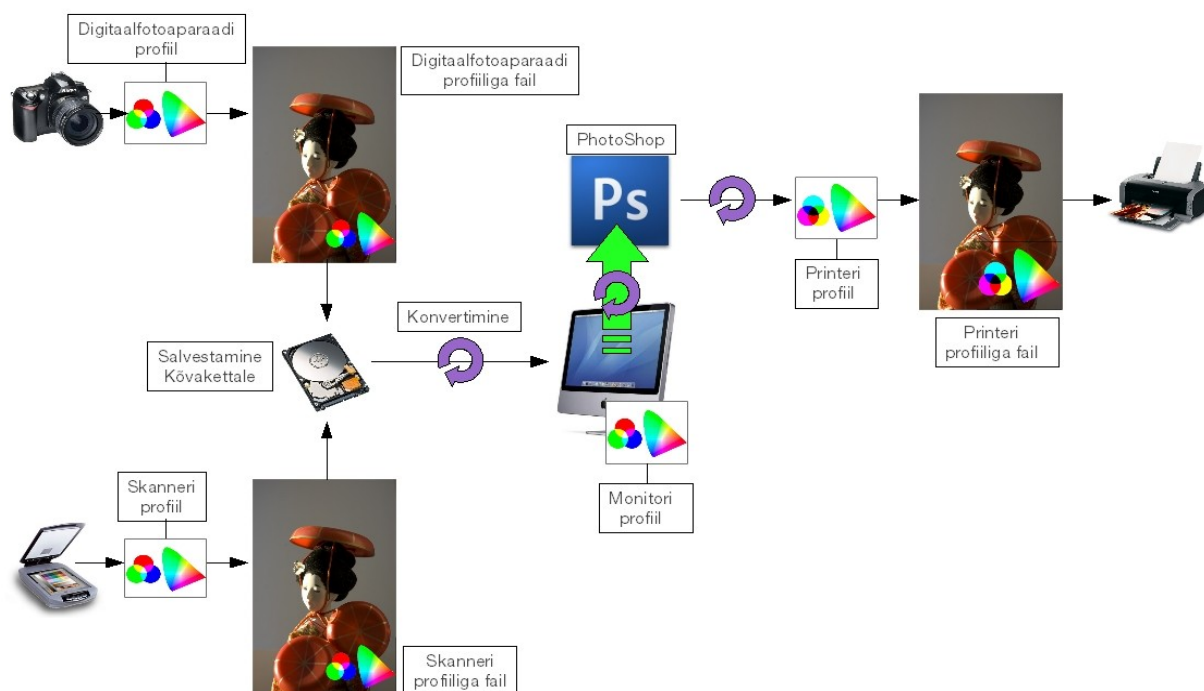 Digitaalfotoaparaadi
profiil
Digitaalfotoaparaadi
profiiliga fail
PhotoShop
Ps
Printeri
profiil
Printeri
profiiliga fail
Konvertimine
Salvestamine
Kõvakettale
Monitori
profiil
Skanneri
profiil
Skanneri
profiiliga fail